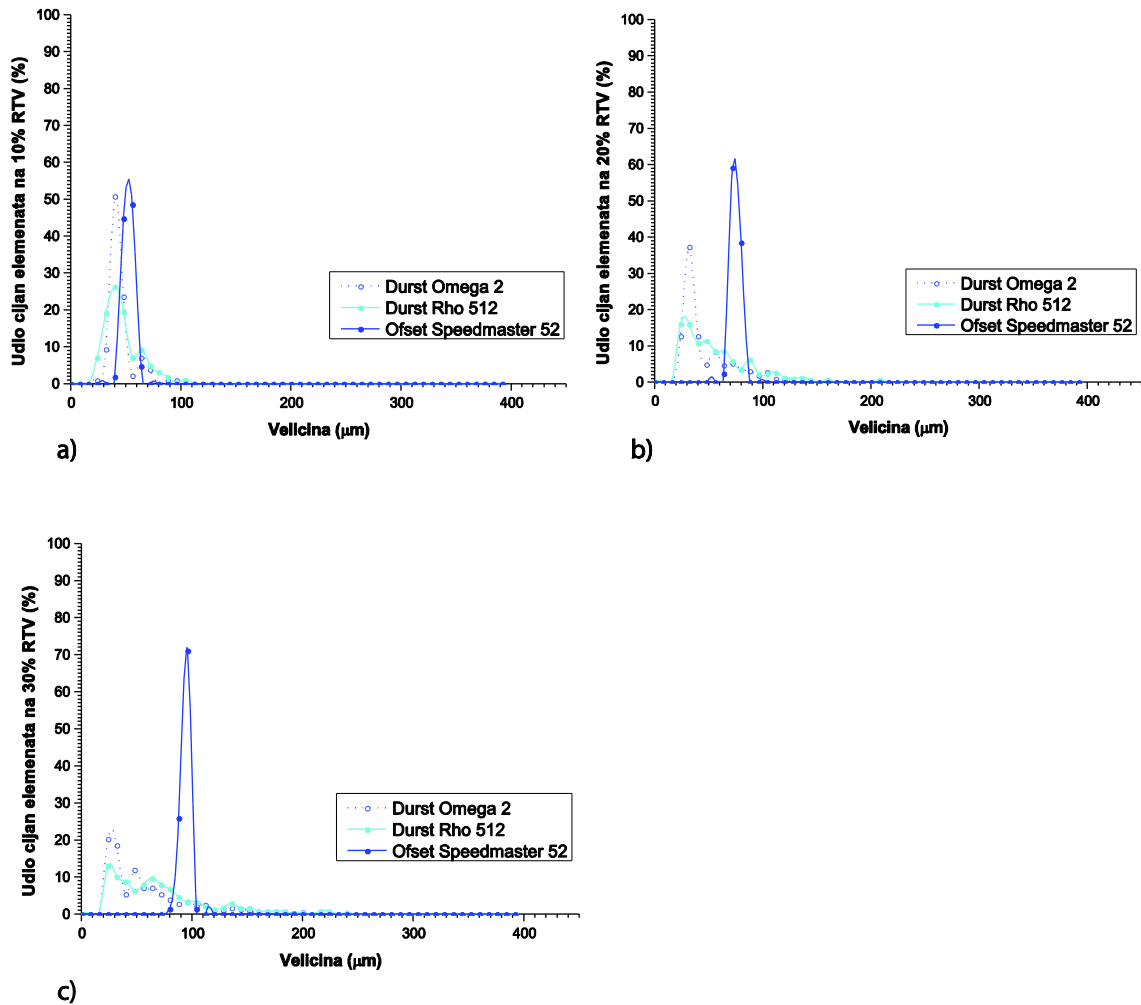 Udio cijan elemenata na 10% RTV (%)
100
90
80
70
60
50
40
30
20
10
0
0
100
200
300
400
Velicina (μm)
Durst Omega 2
Durst Rho 512
Ofset Speedmaster 52
a)
Udio cijan elemenata na 20% RTV (%)
100
90
80
70
60
50
40
30
20
10
0
0
100
200
300
400
Velicina (μm)
Durst Omega 2
Durst Rho 512
Ofset Speedmaster 52
b)
Udio cijan elemenata na 30% RTV (%)
100
90
80
70
60
50
40
30
20
10
0
0
100
200
300
400
Velicina (μm)
Durst Omega 2
Durst Rho 512
Ofset Speedmaster 52
c)